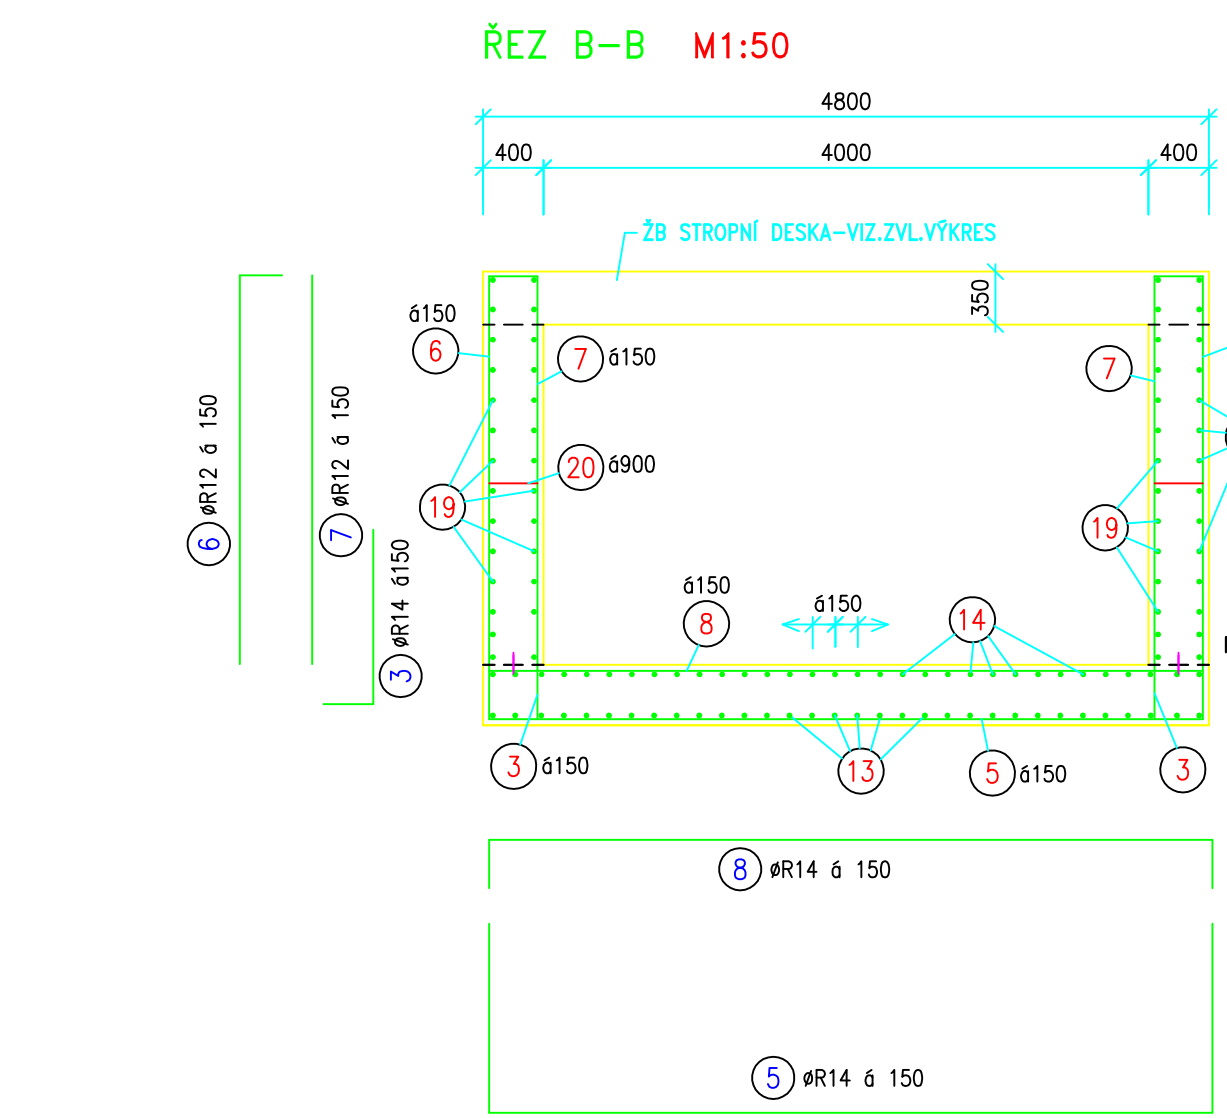 ŘEZ B-B M1:50
4800
400 4000 400
ŽB STROPNÍ DESKA-VIZ.ZVL.VÝKRES
350
á150
6
7 á150
7
20 á900
19
19
6 øR12 á 150
7 øR12 á 150
3 øR14 á150
á150
8
á150
14
3 á150
13
5 á150
3
8 øR14 á 150
5 øR14 á 150